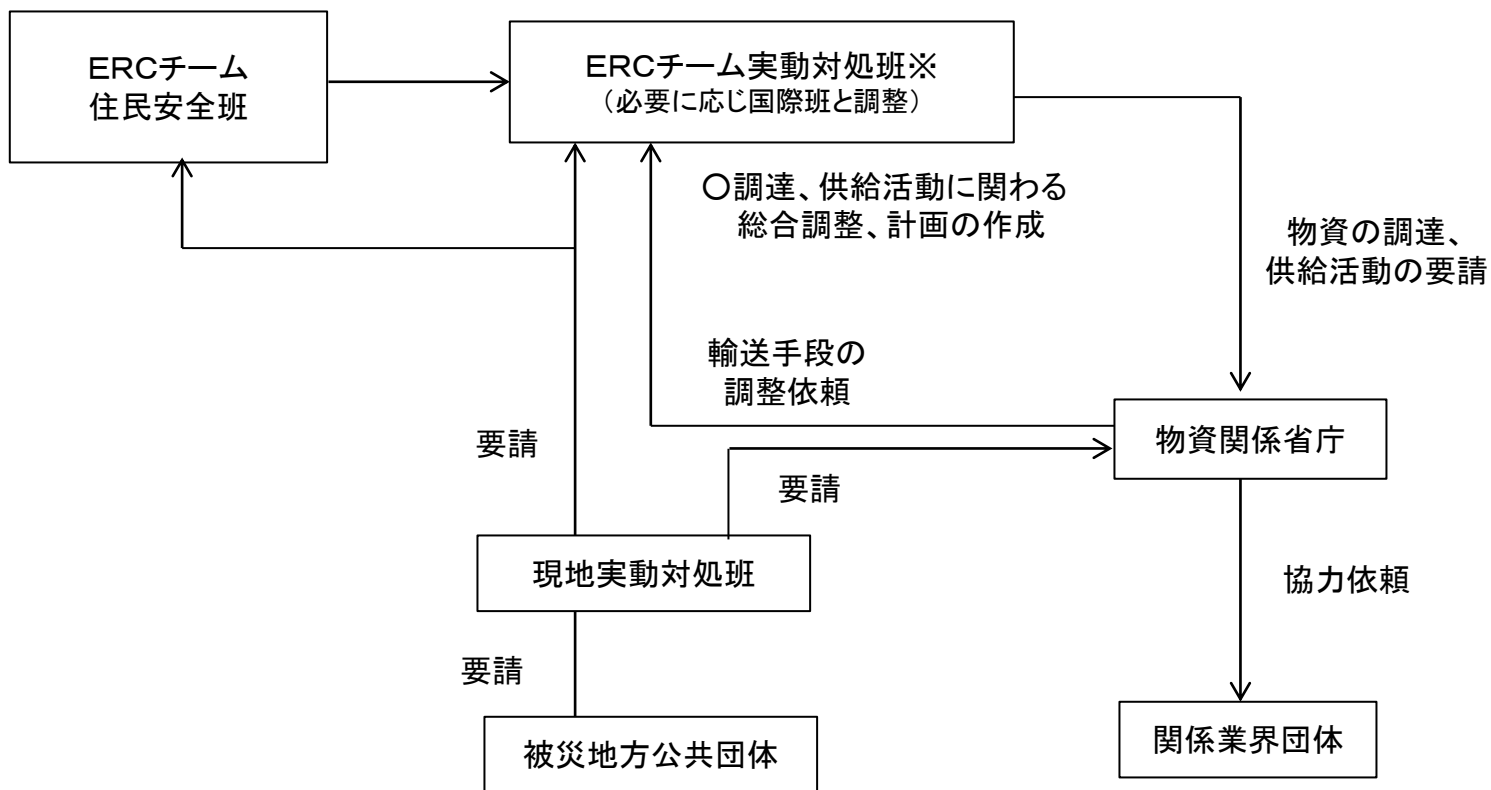 ERCチーム
住民安全班
ERCチーム実動対処班※
（必要に応じ国際班と調整）
〇調達、供給活動に関わる
総合調整、計画の作成
物資の調達、
供給活動の要請
輸送手段の
調整依頼
物資関係省庁
要請
要請
現地実動対処班
協力依頼
要請
関係業界団体
被災地方公共団体